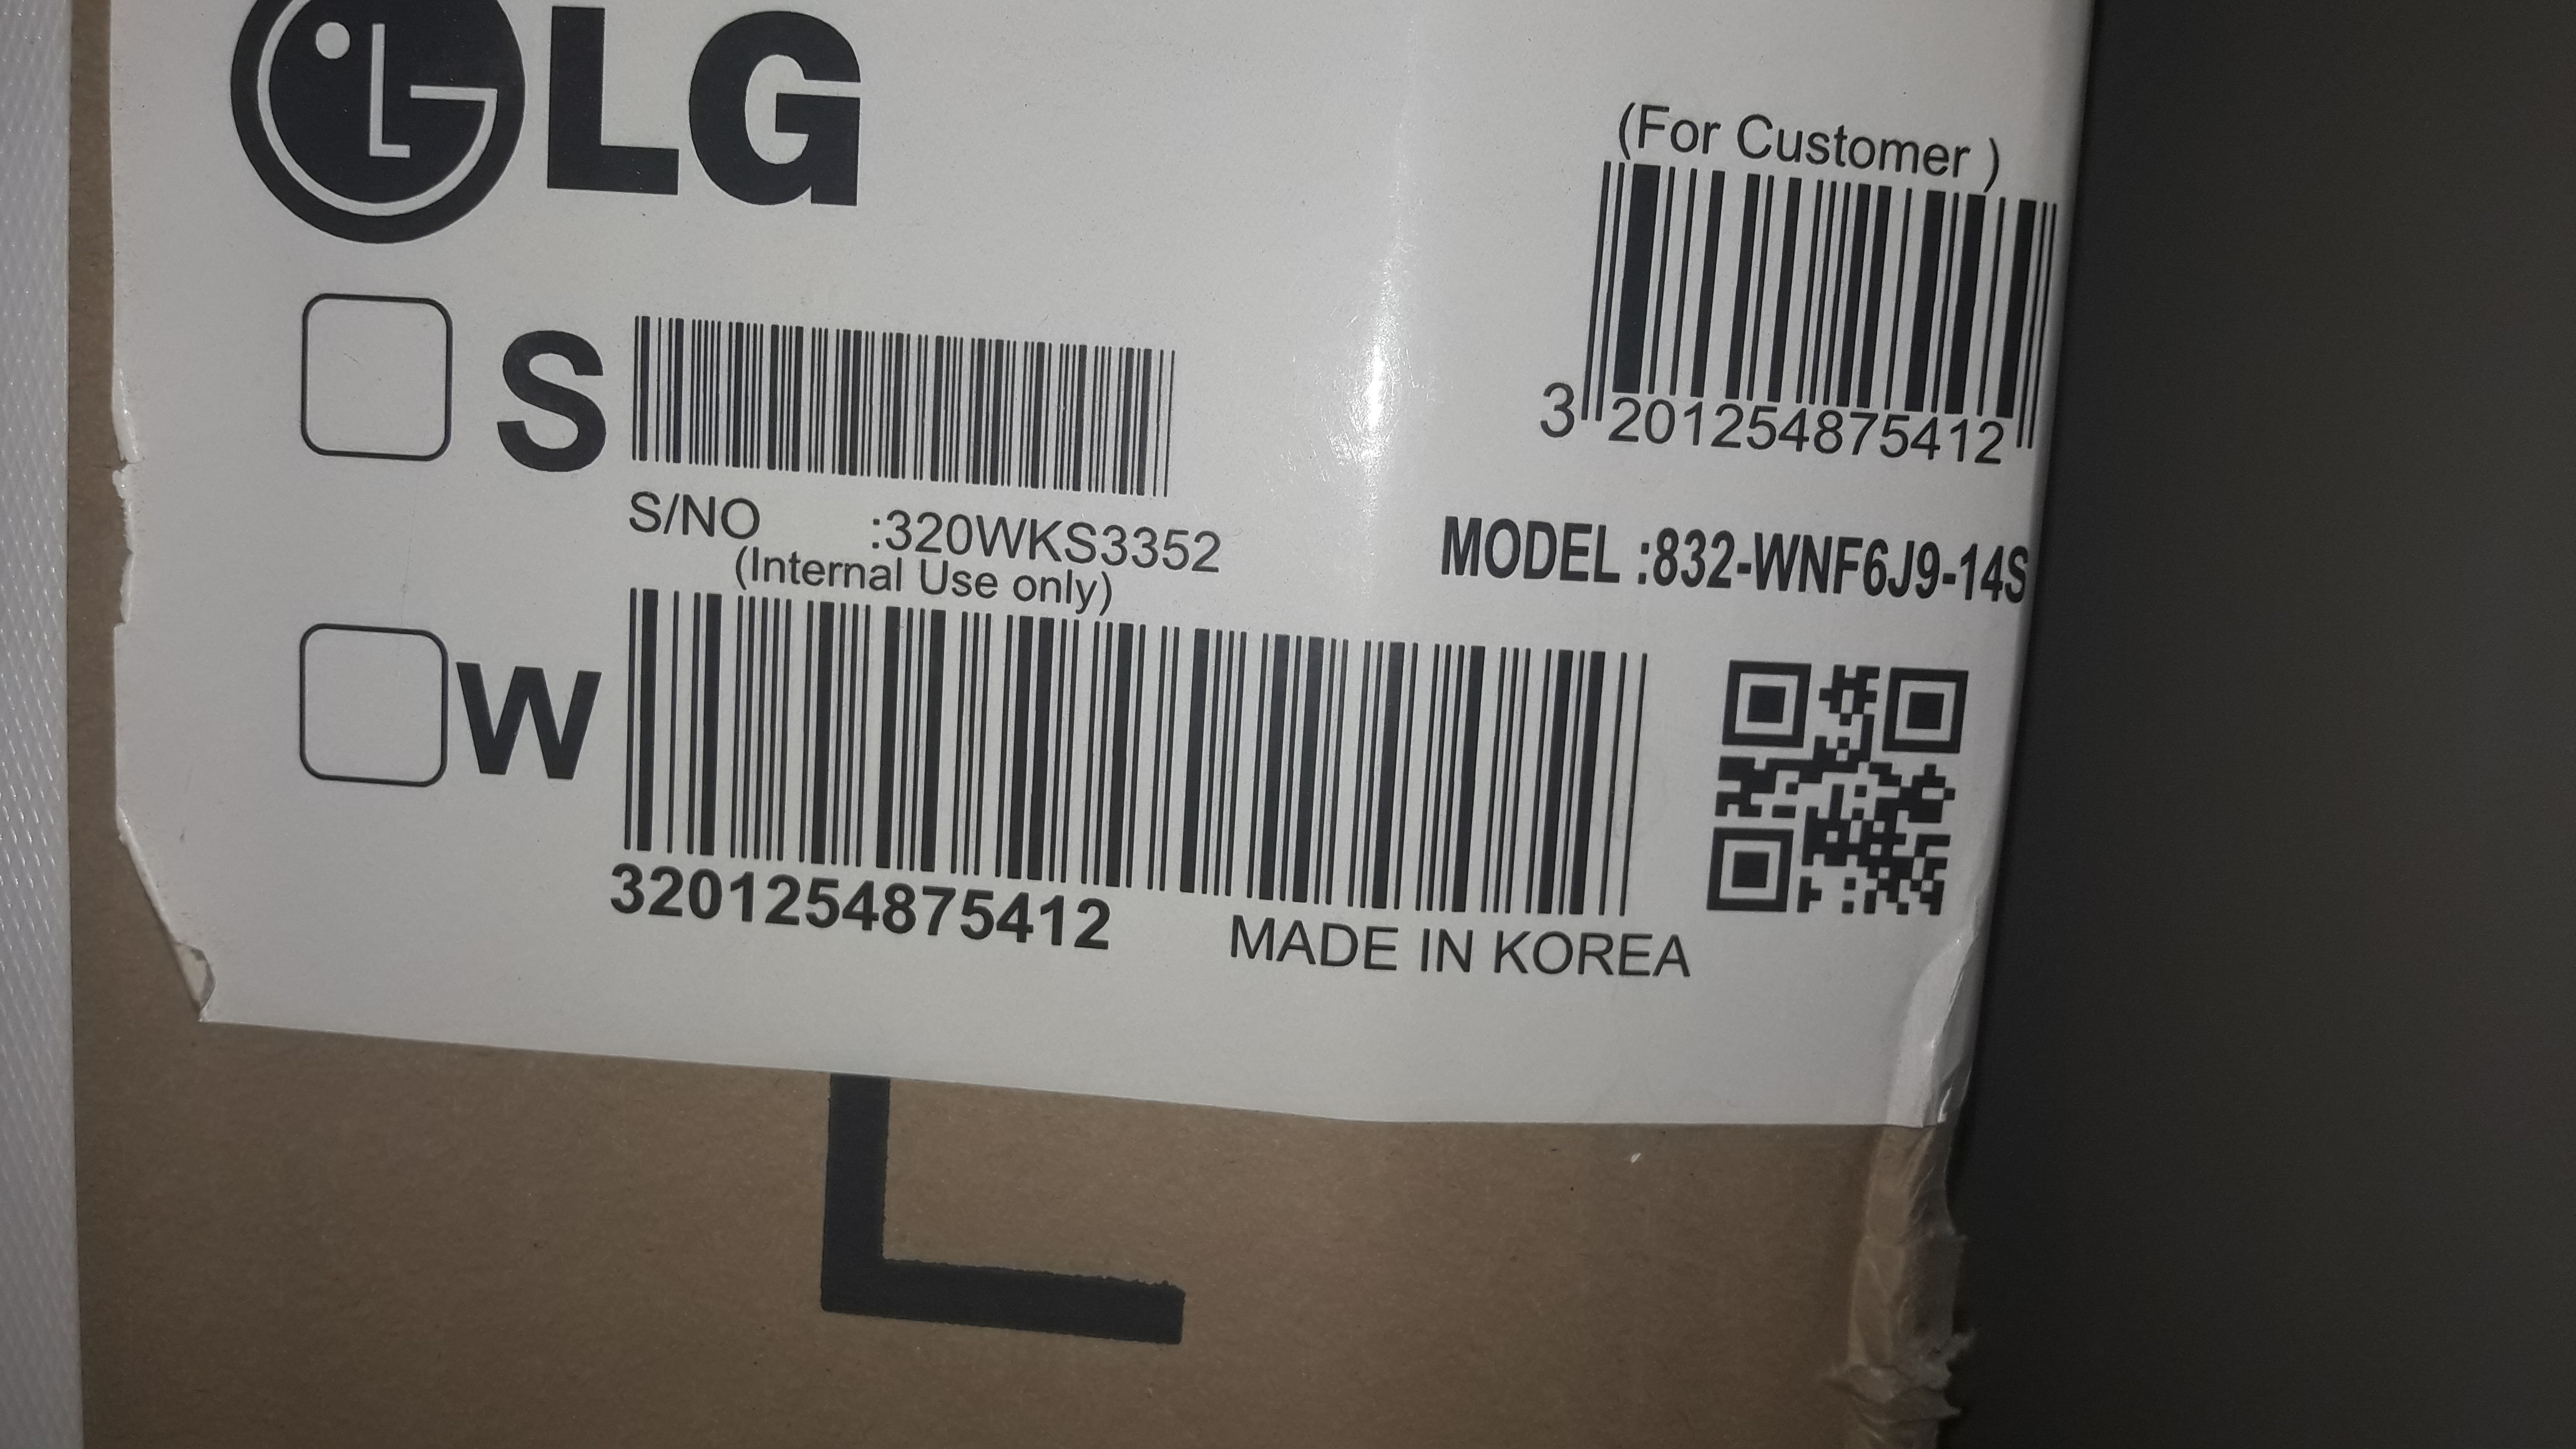 LG
(For Customer )
3 201254875412
S
S/NO :320WKS3352
(Internal Use only)
MODEL :832-WNF6J9-14S
W
3201254875412
MADE IN KOREA
L